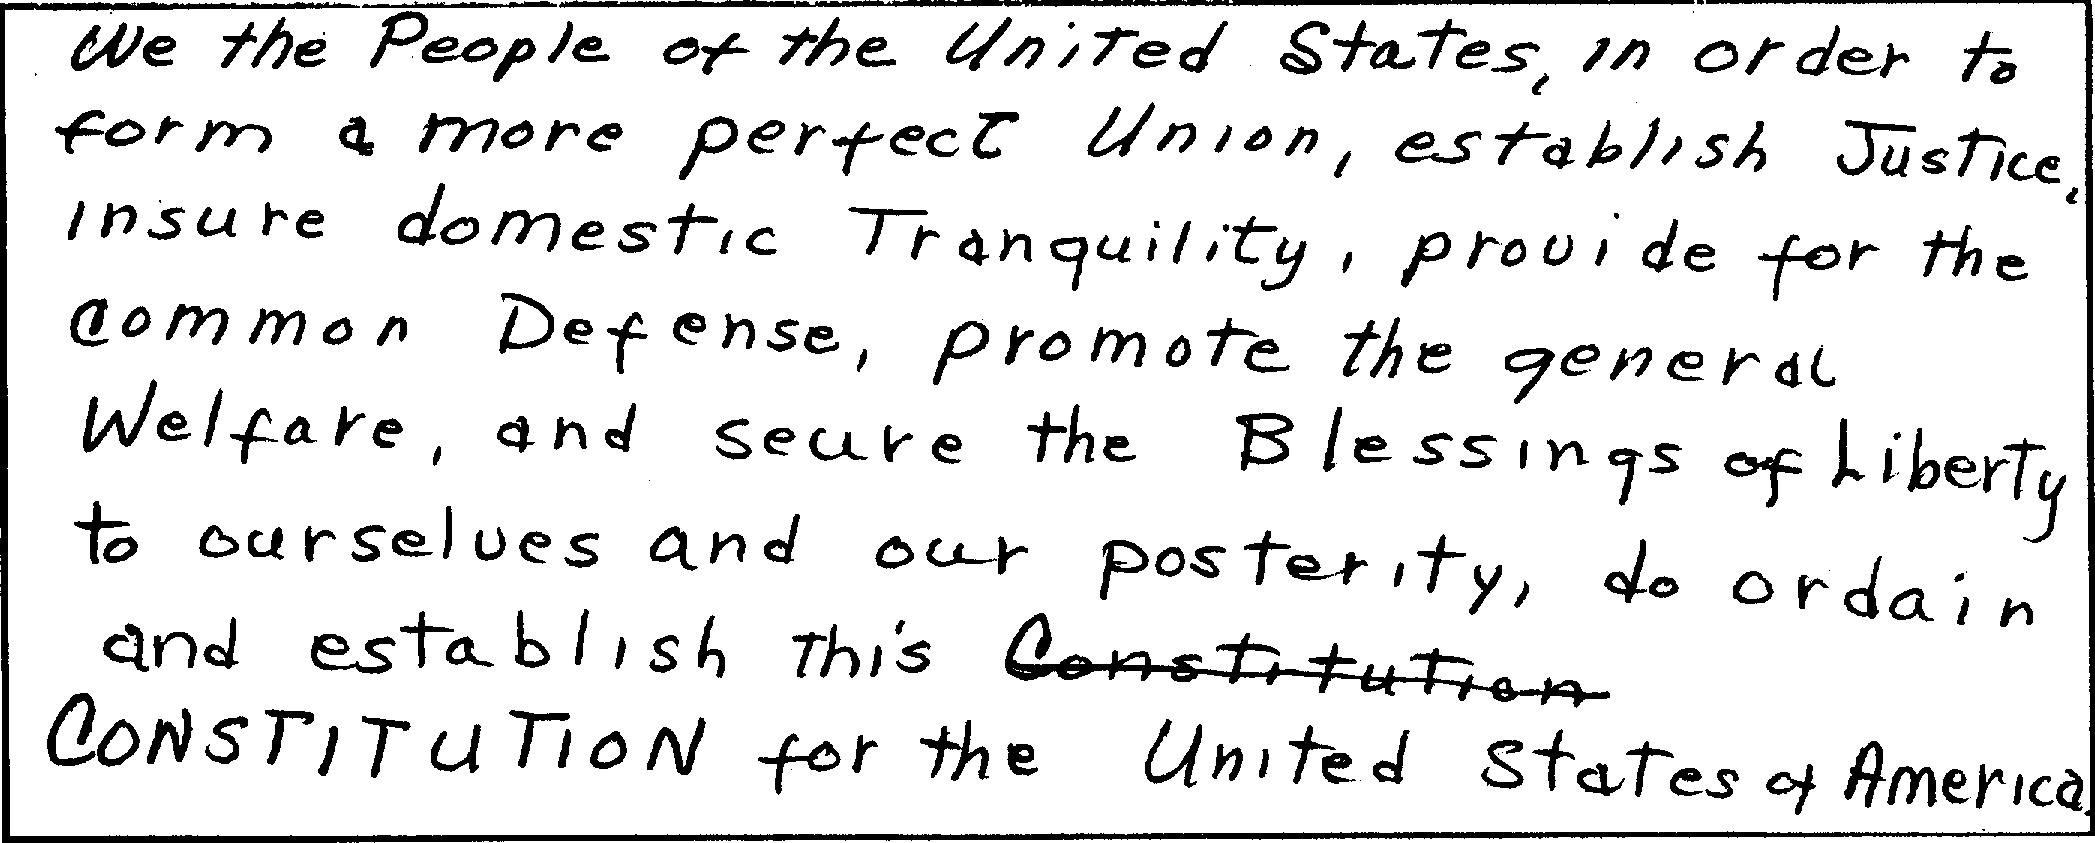 We the People of the United States, in order to
form a more perfect Union, establish Justice,
insure domestic Tranquility, provide for the
common Defense, promote the general
Welfare, and secure the Blessings of Liberty
to ourselves and our posterity, do ordain
and establish this Constitution
CONSTITUTION for the United States of America.